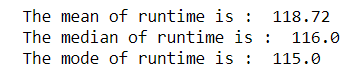 The mean of runtime is :  118.72
The median of runtime is :  116.0
The mode of runtime is :  115.0